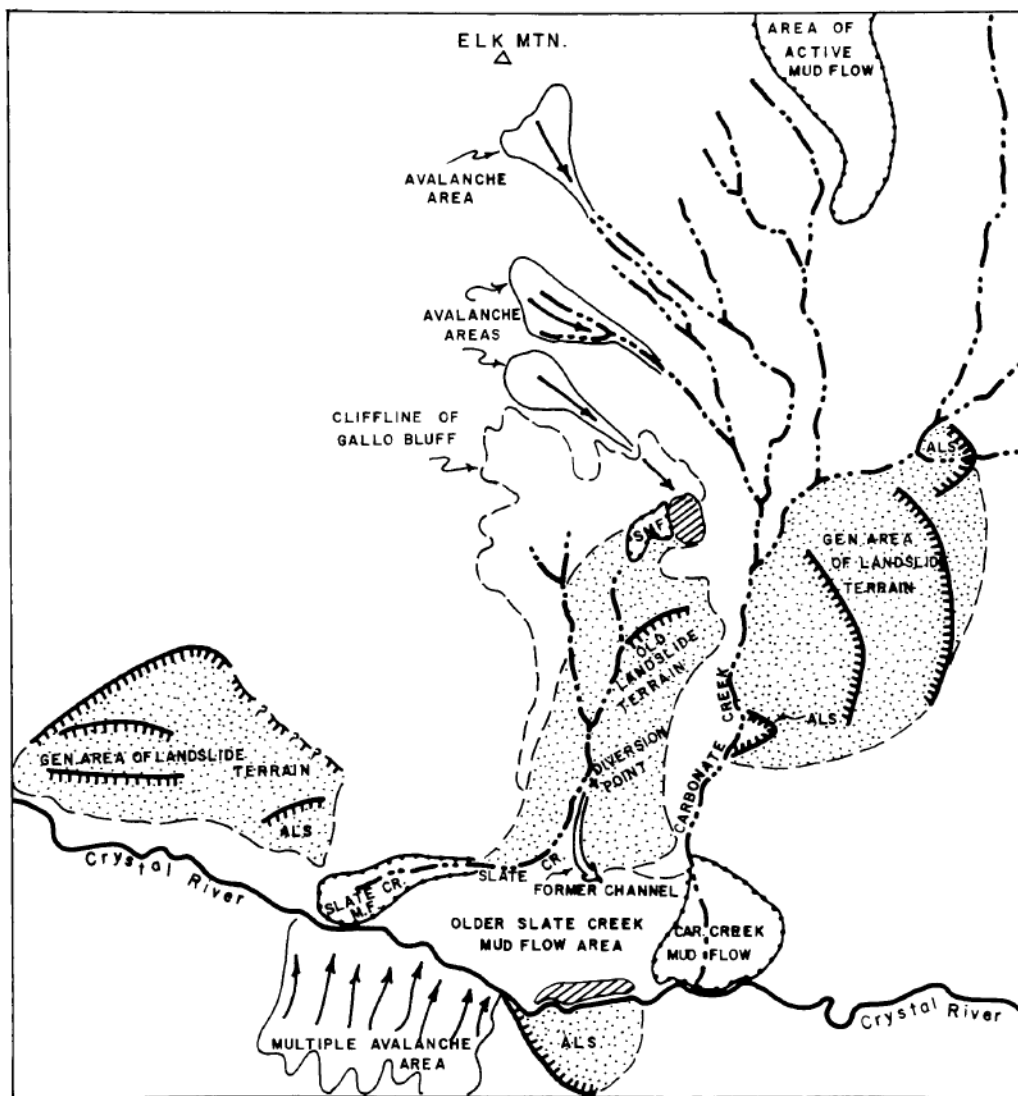 ELK MTN.
AREA OF
ACTIVE
MUD FLOW
AVALANCHE
AREA
AVALANCHE
AREAS
CLIFFLINE OF
GALLO BLUFF
ALS
S.M.F.
GEN. AREA
OF LANDSLIDE
TERRAIN
OLD
LANDSLIDE
TERRAIN
CARBONATE CREEK
ALS
GEN. AREA OF LANDSLIDE
TERRAIN
DIVERSION
POINT
ALS
Crystal River
SLATE CR.
M.F.
SLATE CR.
FORMER CHANNEL
OLDER SLATE CREEK
MUD FLOW AREA
CAR. CREEK
MUD FLOW
Crystal River
MULTIPLE AVALANCHE
AREA
ALS